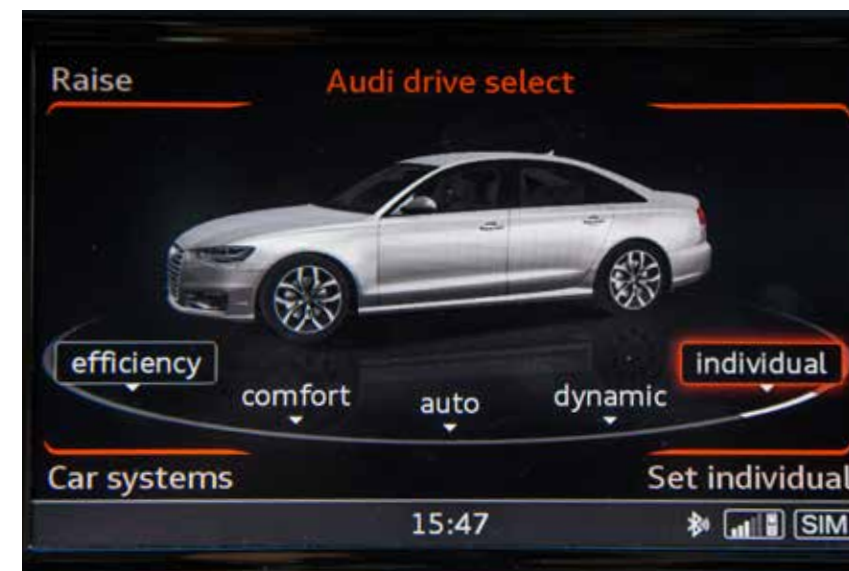 Raise
Audi drive select
efficiency
comfort
auto
dynamic
individual
Car systems
Set individual
15:47
SIM